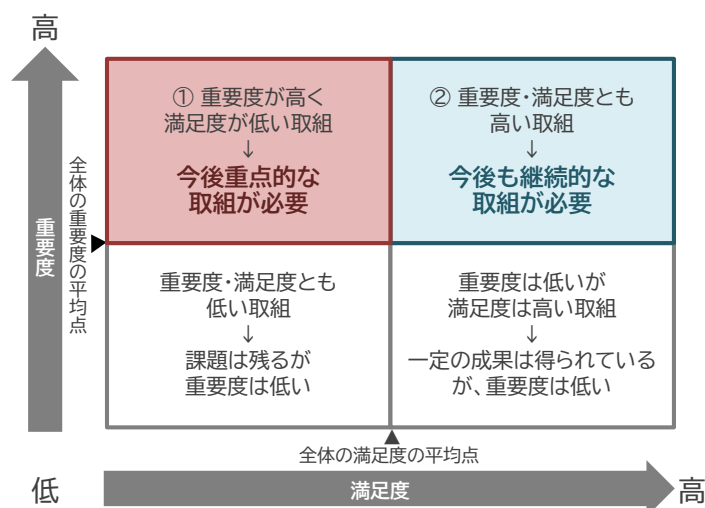 高
① 重要度が高く
満足度が低い取組
↓
今後重点的な
取組が必要
② 重要度・満足度とも
高い取組
↓
今後も継続的な
取組が必要
重要度
全体の重要度の平均点
重要度・満足度とも
低い取組
↓
課題は残るが
重要度は低い
重要度は低いが
満足度は高い取組
↓
一定の成果は得られている
が、重要度は低い
全体の満足度の平均点
低
満足度
高